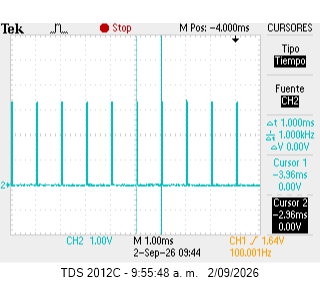 Tek Stop M Pos: -4.000ms CURSORES
Tipo
Tiempo
Fuente
CH2
Δt 1.000ms
1/Δt 1.000kHz
ΔV 0.00V
Cursor 1
-3.96ms
0.00V
Cursor 2
-2.96ms
0.00V
2
CH2 1.00V M 1.00ms CH1 / 1.64V
2-Sep-26 09:44 100.001Hz
TDS 2012C - 9:55:48 a. m. 2/09/2026